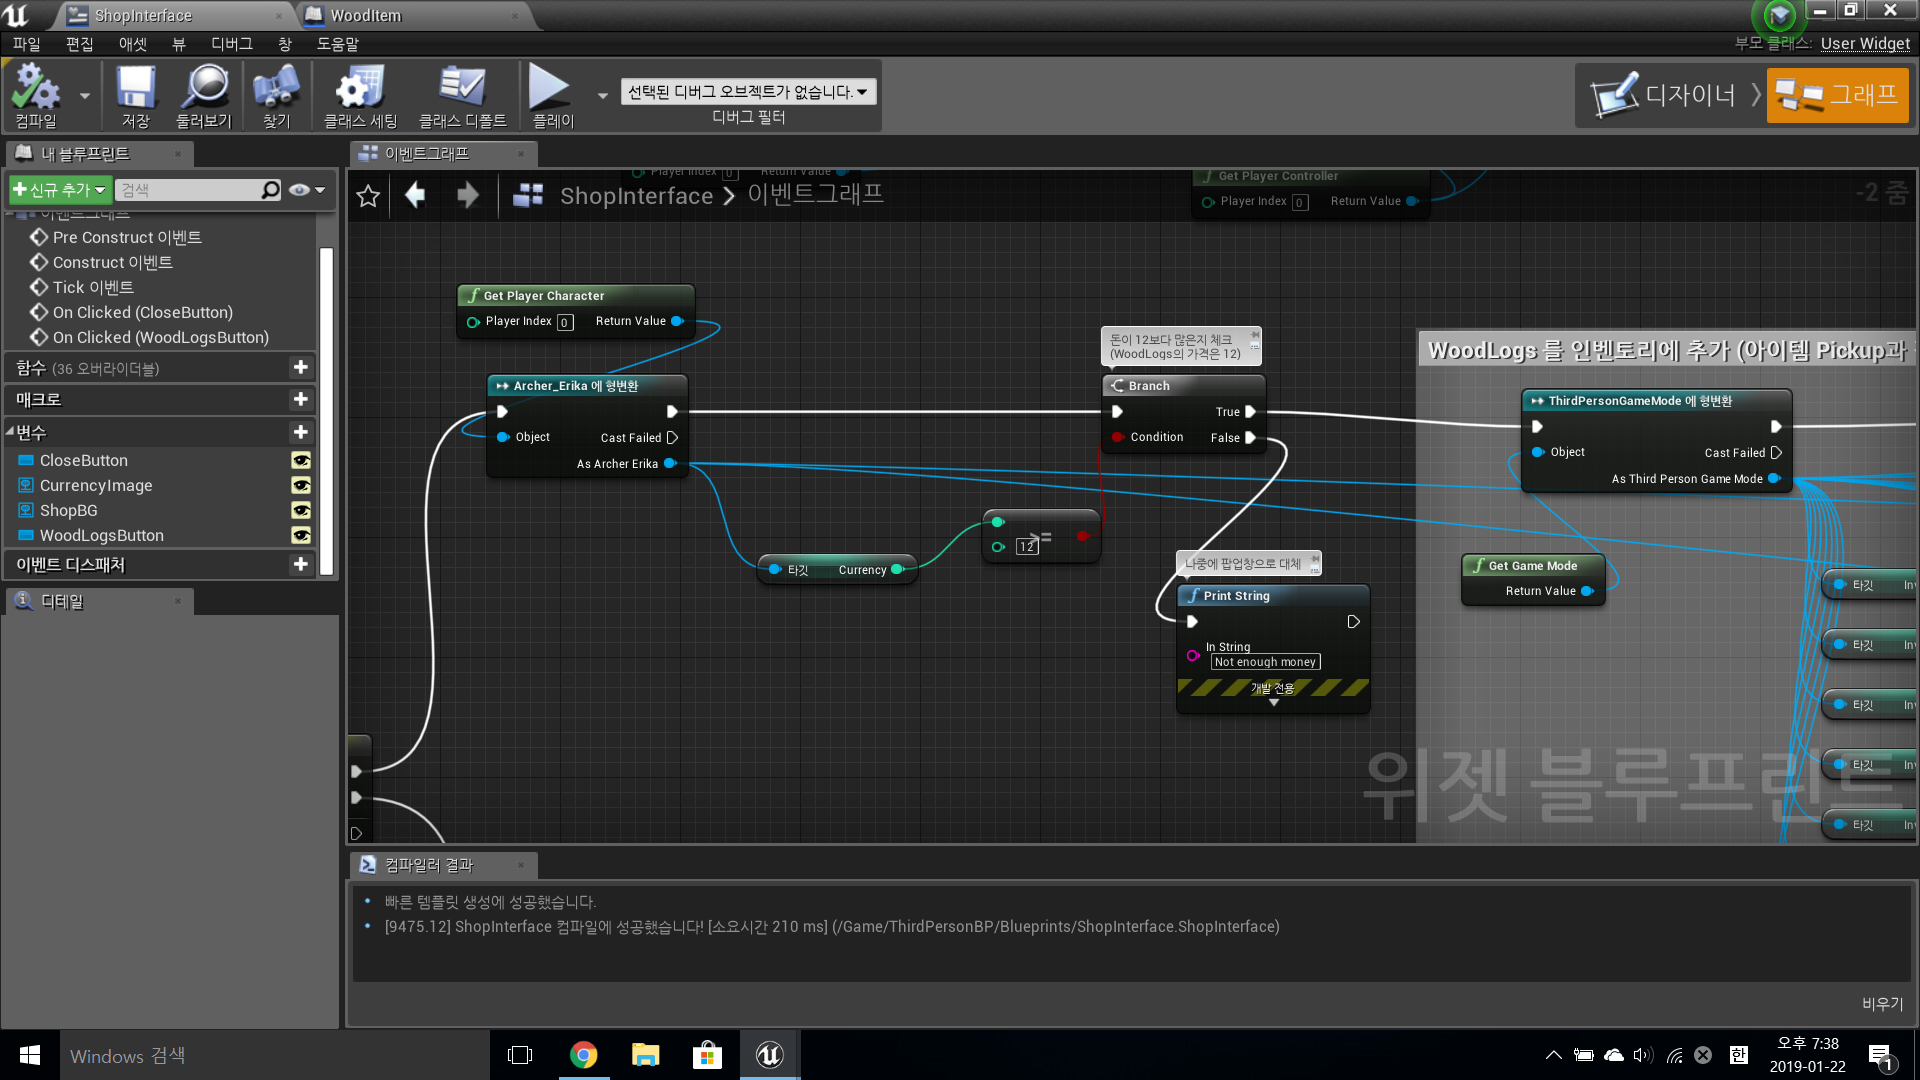 ShopInterface
WoodItem
파일 편집 애셋 뷰 디버그 창 도움말
부모 클래스: User Widget
컴파일
저장
둘러보기
찾기
클래스 세팅
클래스 디폴트
플레이
선택된 디버그 오브젝트가 없습니다.
디버그 필터
디자이너
그래프
내 블루프린트
이벤트그래프
신규 추가
검색
이벤트그래프
Pre Construct 이벤트
Construct 이벤트
Tick 이벤트
On Clicked (CloseButton)
On Clicked (WoodLogsButton)
함수 (36 오버라이더블)
매크로
변수
CloseButton
CurrencyImage
ShopBG
WoodLogsButton
이벤트 디스패처
디테일
Player Index 0 Return Value
ShopInterface > 이벤트그래프
-2 줌
Get Player Controller
Player Index 0 Return Value
Get Player Character
Player Index 0 Return Value
Archer_Erika 에 형변환
Object Cast Failed
As Archer Erika
타깃 Currency
>=
12
돈이 12보다 많은지 체크
(WoodLogs의 가격은 12)
Branch
True
Condition False
나중에 팝업창으로 대체
Print String
In String
Not enough money
개발 전용
WoodLogs 를 인벤토리에 추가 (아이템 Pickup과
ThirdPersonGameMode 에 형변환
Object Cast Failed
As Third Person Game Mode
Get Game Mode
Return Value
타깃 Inv
타깃 Inv
타깃 Inv
타깃 Inv
타깃 Inv
위젯 블루프린트
컴파일러 결과
빠른 템플릿 생성에 성공했습니다.
[9475.12] ShopInterface 컴파일에 성공했습니다! [소요시간 210 ms] (/Game/ThirdPersonBP/Blueprints/ShopInterface.ShopInterface)
비우기
Windows 검색
한
오후 7:38
2019-01-22
1